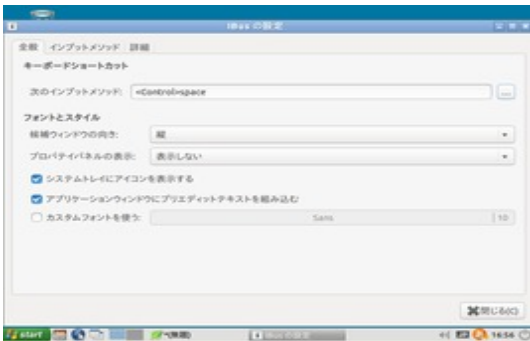 IBus の設定
全般 インプットメソッド 詳細
キーボードショートカット
次のインプットメソッド: <Control>space ...
フォントとスタイル
候補ウィンドウの向き: 縦
プロパティパネルの表示: 表示しない
システムトレイにアイコンを表示する
アプリケーションウィンドウにプリエディットテキストを組み込む
カスタムフォントを使う: Sans 10
閉じる(C)
start (無題) IBus の設定 16:56